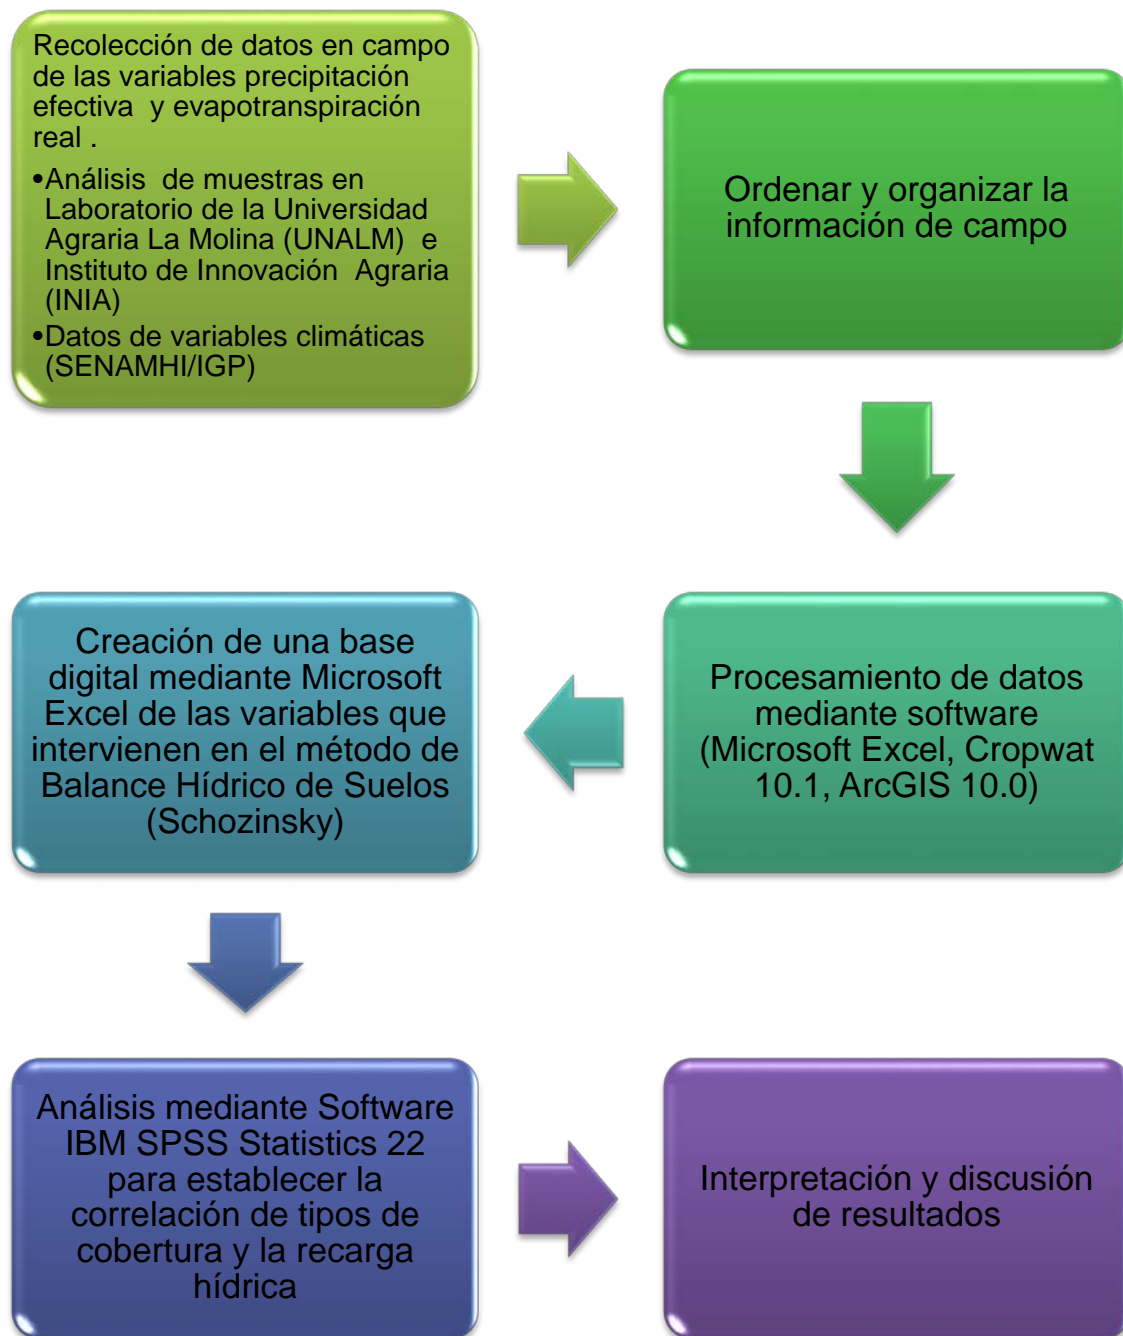 Recolección de datos en campo
de las variables precipitación
efectiva y evapotranspiración
real .
•Análisis de muestras en
Laboratorio de la Universidad
Agraria La Molina (UNALM) e
Instituto de Innovación Agraria
(INIA)
•Datos de variables climáticas
(SENAMHI/IGP)
Ordenar y organizar la
información de campo
Procesamiento de datos
mediante software
(Microsoft Excel, Cropwat
10.1, ArcGIS 10.0)
Creación de una base
digital mediante Microsoft
Excel de las variables que
intervienen en el método de
Balance Hídrico de Suelos
(Schozinsky)
Análisis mediante Software
IBM SPSS Statistics 22
para establecer la
correlación de tipos de
cobertura y la recarga
hídrica
Interpretación y discusión
de resultados